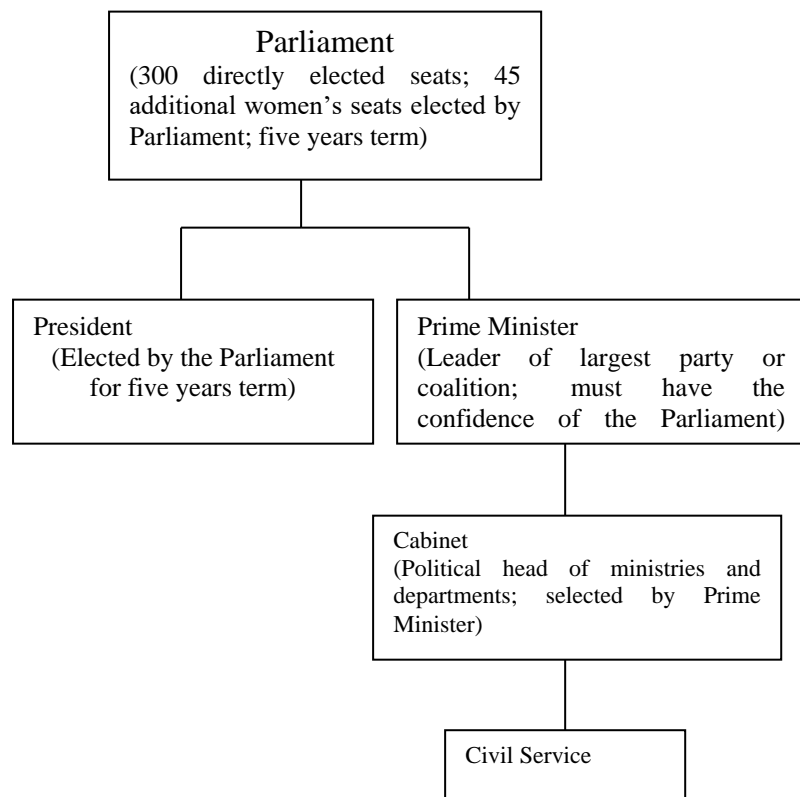 Parliament
(300 directly elected seats; 45
additional women's seats elected by
Parliament; five years term)
President
(Elected by the Parliament
for five years term)
Prime Minister
(Leader of largest party or
coalition; must have the
confidence of the Parliament)
Cabinet
(Political head of ministries and
departments; selected by Prime
Minister)
Civil Service